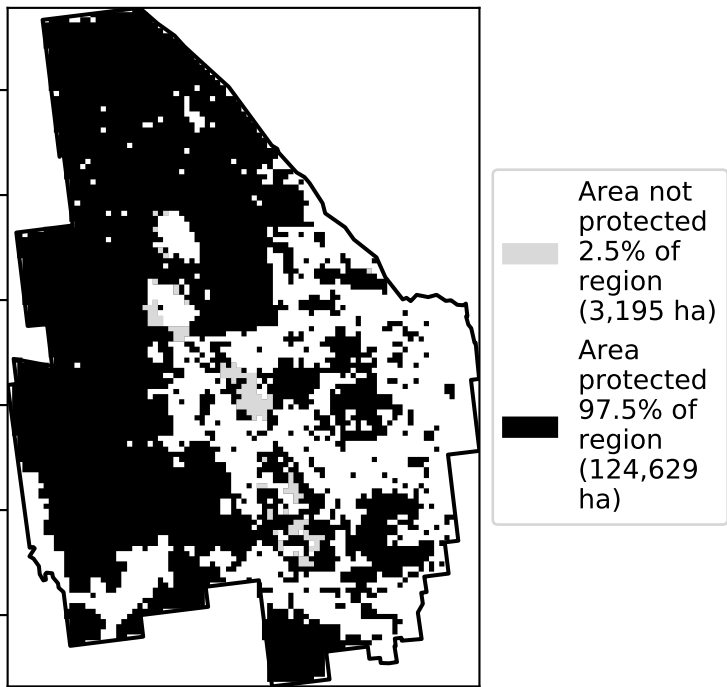 Area not
protected
2.5% of
region
(3,195 ha)
Area
protected
97.5% of
region
(124,629
ha)